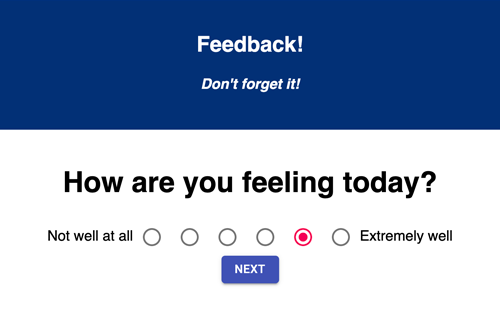 Feedback!
Don't forget it!
How are you feeling today?
Not well at all Extremely well
NEXT